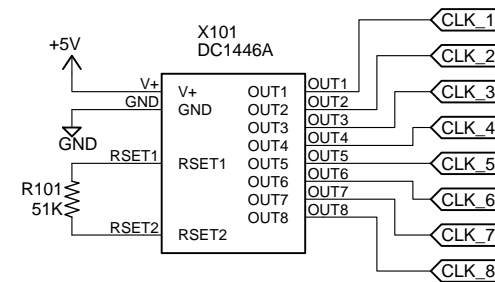 X101
DC1446A
+5V
GND
V+
GND
RSET1
RSET2
R101
51K
V+
GND
RSET1
RSET2
OUT1
OUT2
OUT3
OUT4
OUT5
OUT6
OUT7
OUT8
OUT1
OUT2
OUT3
OUT4
OUT5
OUT6
OUT7
OUT8
CLK_1
CLK_2
CLK_3
CLK_4
CLK_5
CLK_6
CLK_7
CLK_8